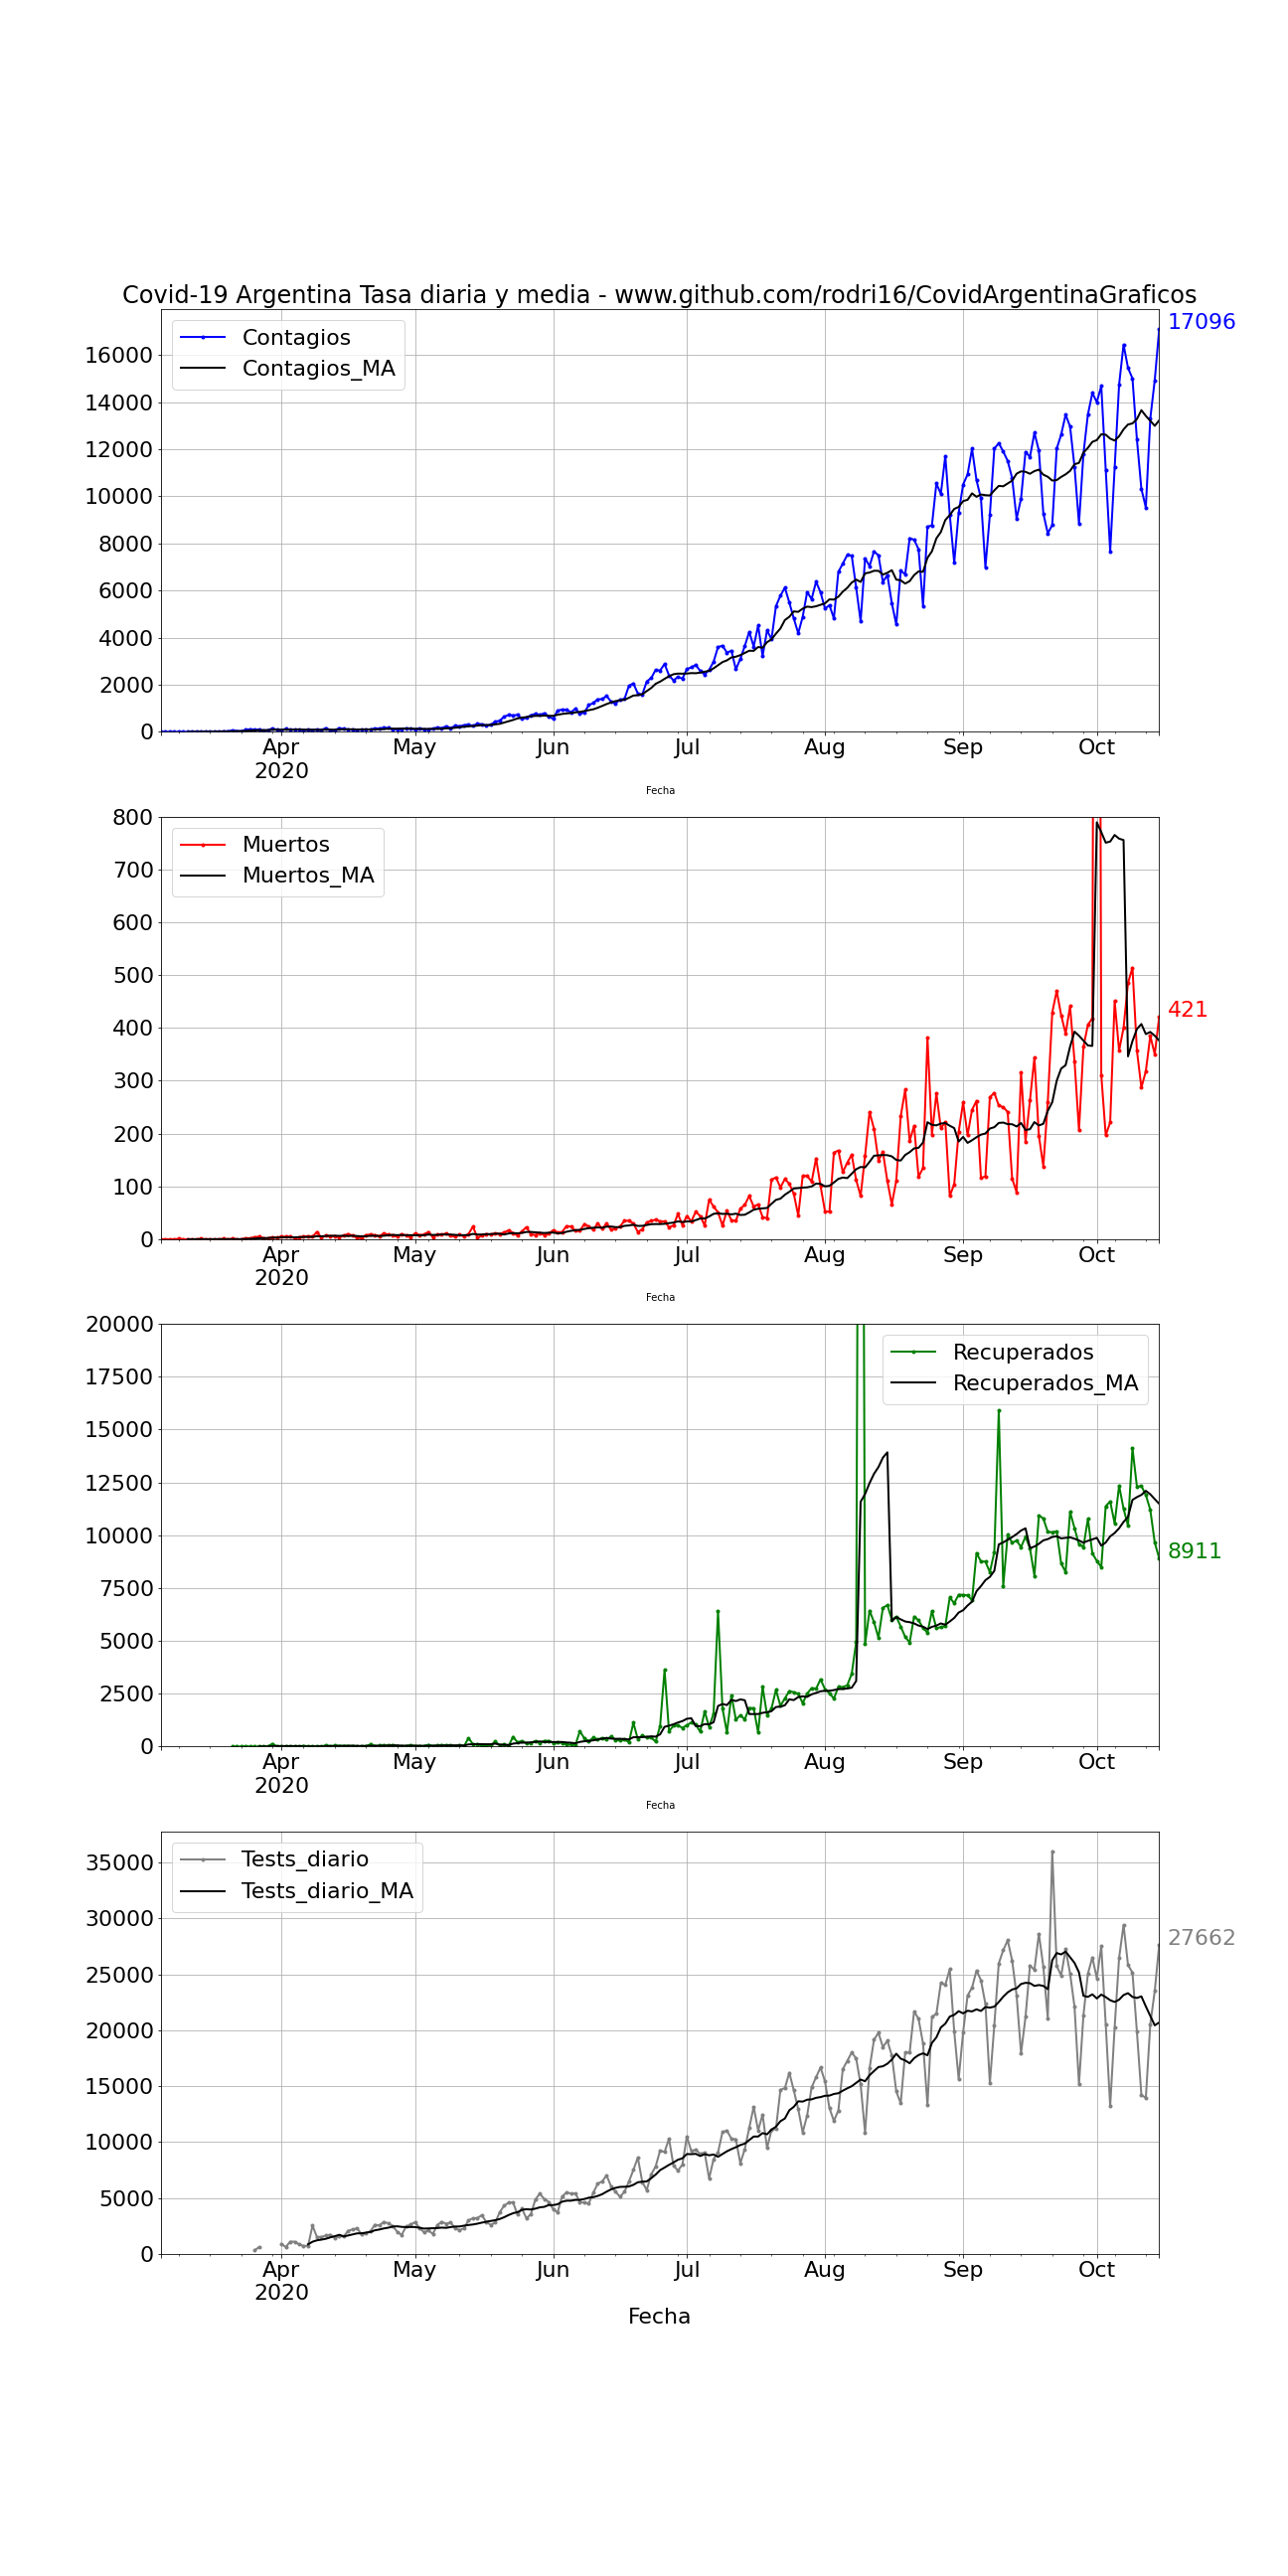 Covid-19 Argentina Tasa diaria y media - www.github.com/rodri16/CovidArgentinaGraficos
17096
Contagios
Contagios_MA
16000
14000
12000
10000
8000
6000
4000
2000
0
Apr May Jun Jul Aug Sep Oct
2020
Fecha
800
Muertos
Muertos_MA
700
600
500
421
400
300
200
100
0
Apr May Jun Jul Aug Sep Oct
2020
Fecha
20000
Recuperados
Recuperados_MA
17500
15000
12500
10000
8911
7500
5000
2500
0
Apr May Jun Jul Aug Sep Oct
2020
Fecha
Tests_diario
Tests_diario_MA
35000
30000
27662
25000
20000
15000
10000
5000
0
Apr May Jun Jul Aug Sep Oct
2020
Fecha